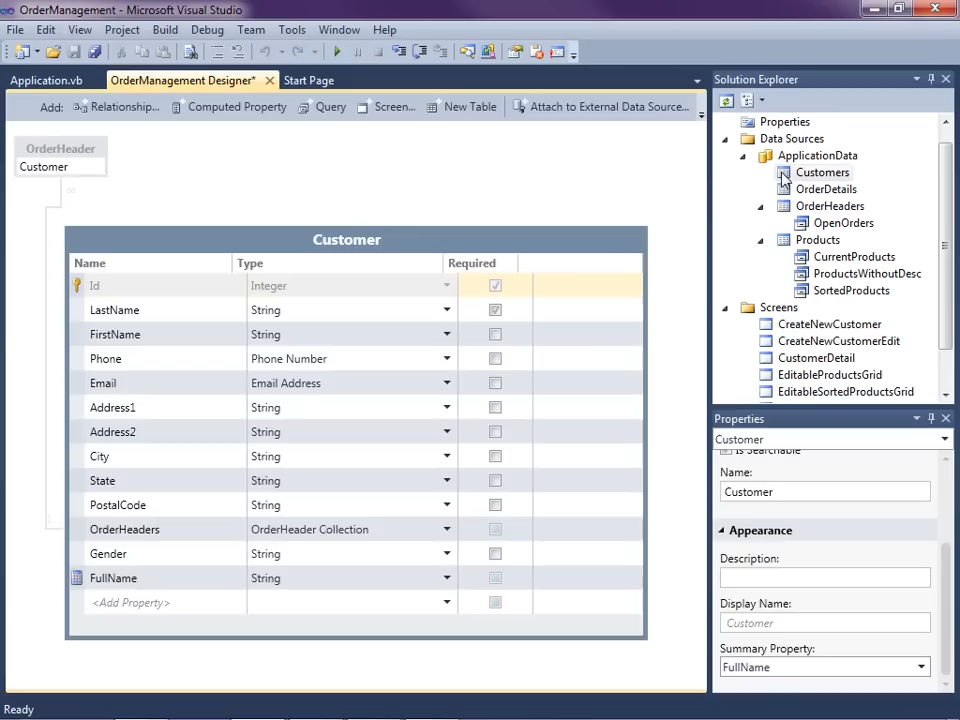 OrderManagement - Microsoft Visual Studio
File Edit View Project Build Debug Team Tools Window Help
Application.vb OrderManagement Designer* Start Page
Add: Relationship... Computed Property Query Screen... New Table Attach to External Data Source...
OrderHeader
Customer
∞
1
Customer
Name Type Required
Id Integer
LastName String
FirstName String
Phone Phone Number
Email Email Address
Address1 String
Address2 String
City String
State String
PostalCode String
OrderHeaders OrderHeader Collection
Gender String
FullName String
<Add Property>
Solution Explorer
Properties
Data Sources
ApplicationData
Customers
OrderDetails
OrderHeaders
OpenOrders
Products
CurrentProducts
ProductsWithoutDesc
SortedProducts
Screens
CreateNewCustomer
CreateNewCustomerEdit
CustomerDetail
EditableProductsGrid
EditableSortedProductsGrid
Properties
Customer
Is Searchable
Name:
Customer
Appearance
Description:
Display Name:
Customer
Summary Property:
FullName
Ready